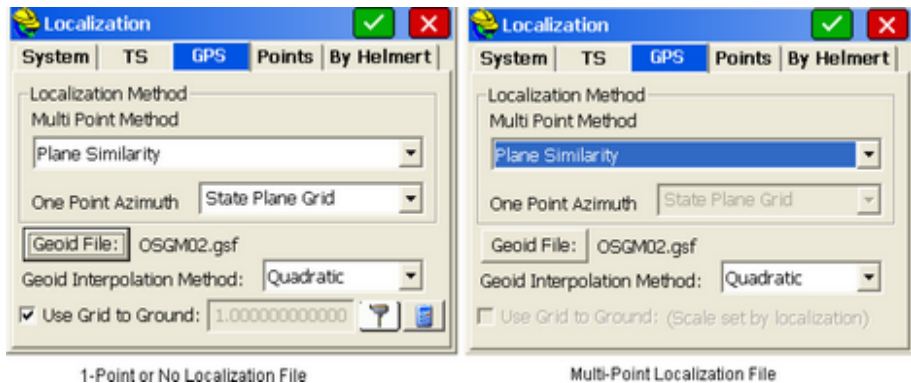 Localization
System TS GPS Points By Helmert
Localization Method
Multi Point Method
Plane Similarity
One Point Azimuth State Plane Grid
Geoid File: OSGM02.gsf
Geoid Interpolation Method: Quadratic
Use Grid to Ground: 1.000000000000
1-Point or No Localization File
Localization
System TS GPS Points By Helmert
Localization Method
Multi Point Method
Plane Similarity
One Point Azimuth State Plane Grid
Geoid File: OSGM02.gsf
Geoid Interpolation Method: Quadratic
Use Grid to Ground: (Scale set by localization)
Multi-Point Localization File